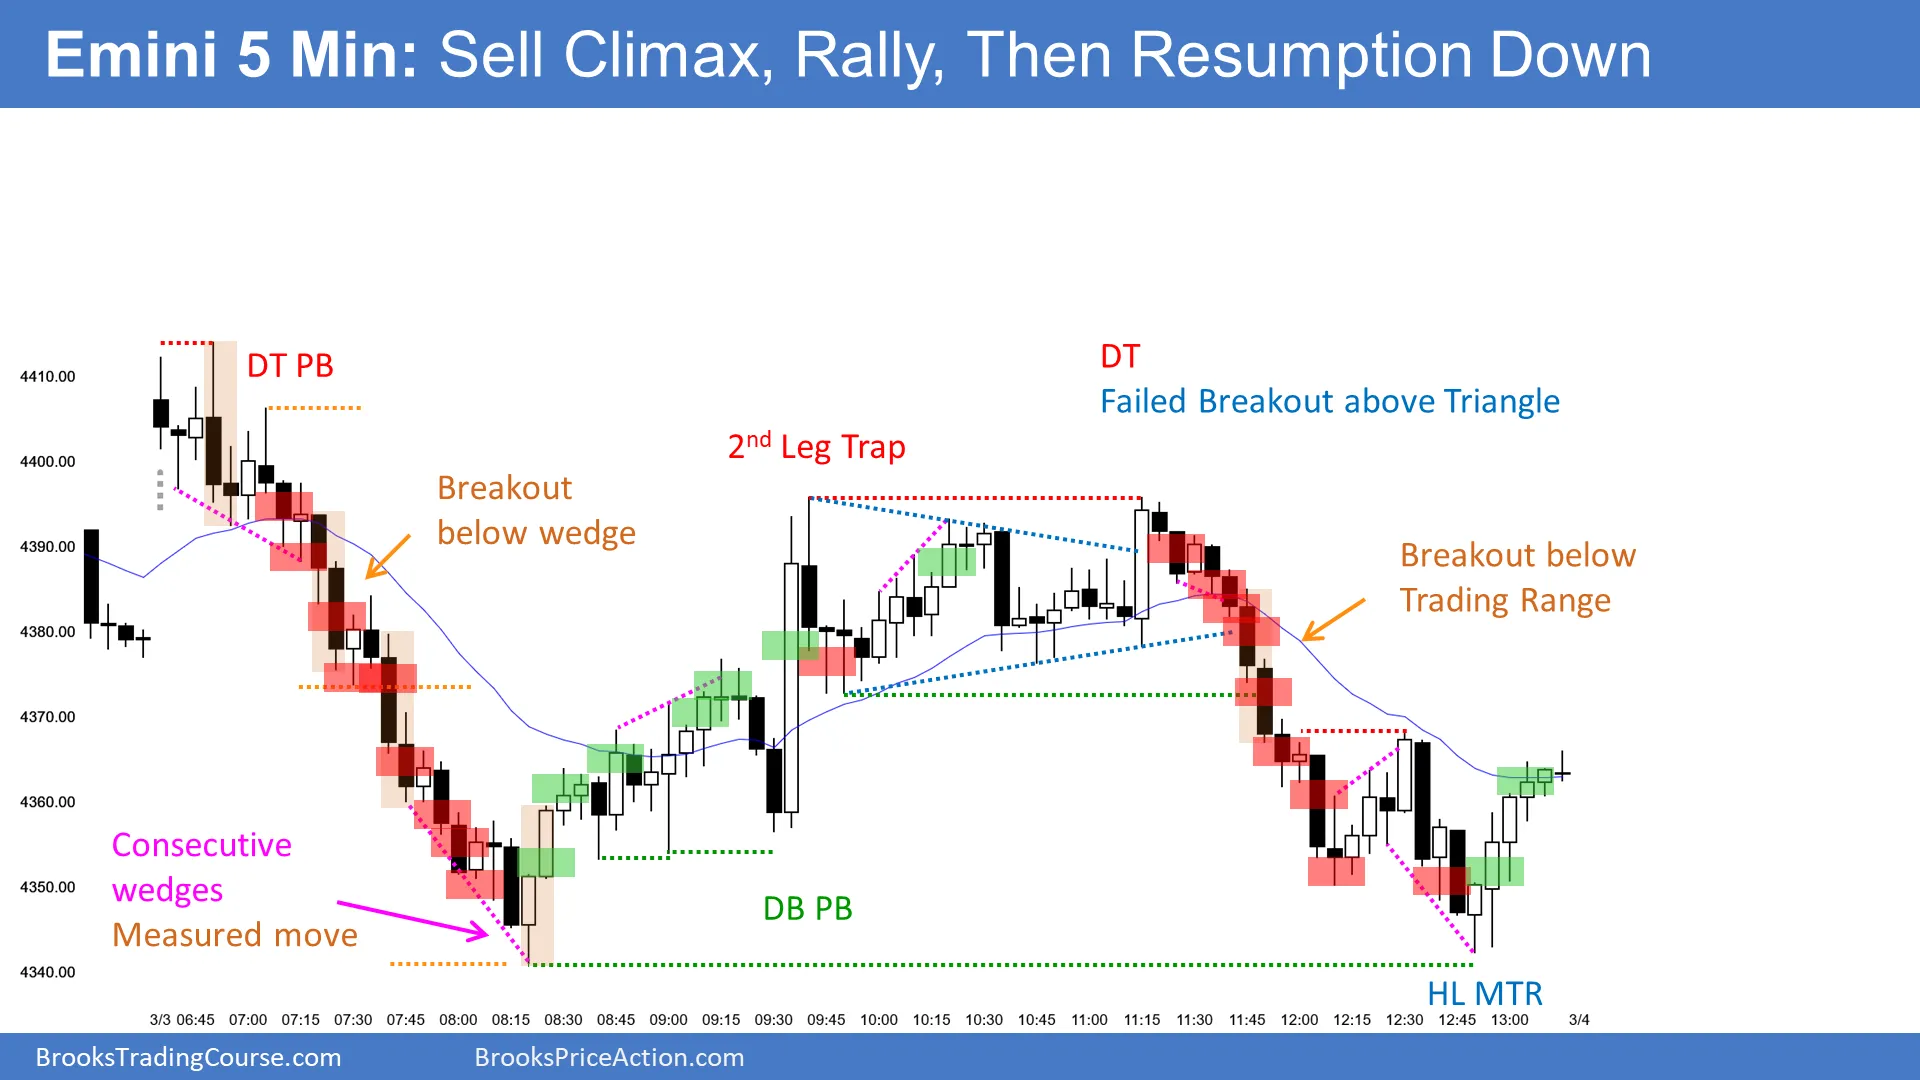 Emini 5 Min: Sell Climax, Rally, Then Resumption Down
DT PB
DT
Failed Breakout above Triangle
2nd Leg Trap
Breakout
below wedge
Breakout below
Trading Range
Consecutive
wedges
Measured move
DB PB
HL MTR
4410.00
4400.00
4390.00
4380.00
4370.00
4360.00
4350.00
4340.00
3/3 06:45 07:00 07:15 07:30 07:45 08:00 08:15 08:30 08:45 09:00 09:15 09:30 09:45 10:00 10:15 10:30 10:45 11:00 11:15 11:30 11:45 12:00 12:15 12:30 12:45 13:00 3/4
BrooksTradingCourse.com BrooksPriceAction.com